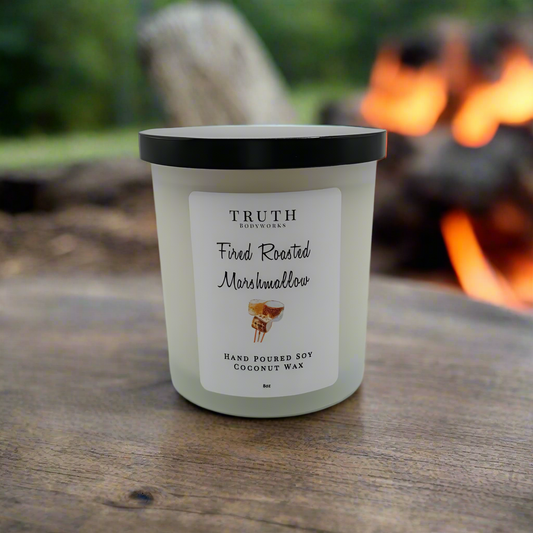 TRUTH
BODYWORKS
Fired Roasted
Marshmallow
HAND POURED SOY
COCONUT WAX
8oz